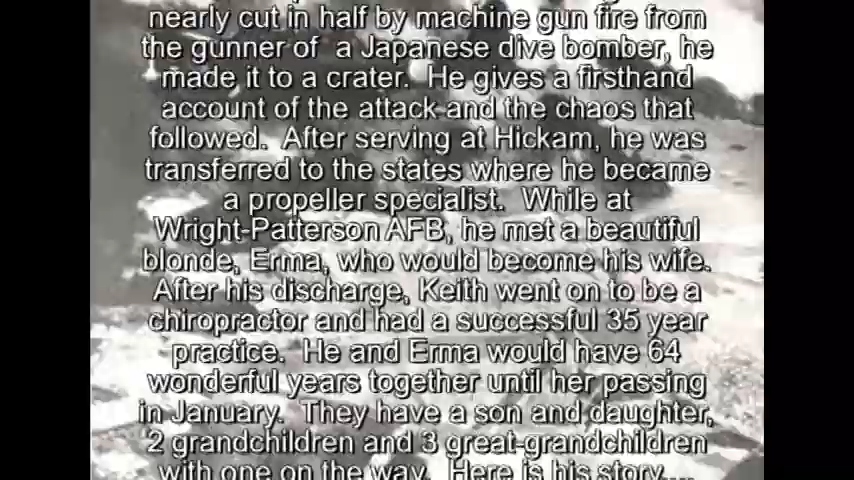 nearly cut in half by machine gun fire from
the gunner of a Japanese dive bomber, he
made it to a crater. He gives a firsthand
account of the attack and the chaos that
followed. After serving at Hickam, he was
transferred to the states where he became
a propeller specialist. While at
Wright-Patterson AFB, he met a beautiful
blonde, Erma, who would become his wife.
After his discharge, Keith went on to be a
chiropractor and had a successful 35 year
practice. He and Erma would have 64
wonderful years together until her passing
in January. They have a son and daughter,
2 grandchildren and 3 great-grandchildren
with one on the way. Here is his story....